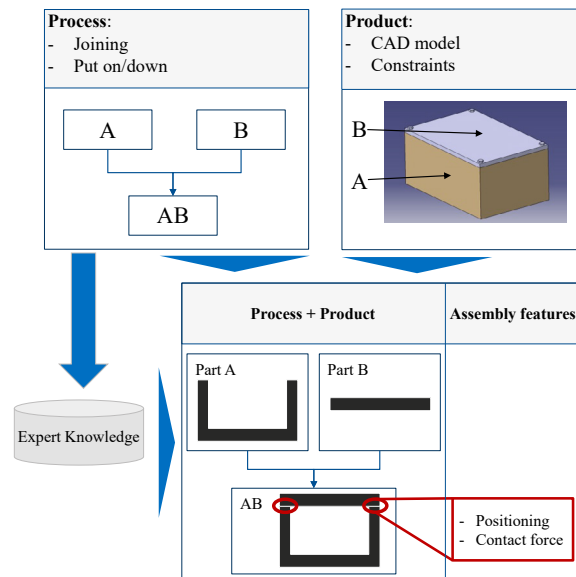 Process:
- Joining
- Put on/down
A
B
AB
Product:
- CAD model
- Constraints
B
A
Expert Knowledge
Process + Product
Assembly features
Part A
Part B
AB
- Positioning
- Contact force